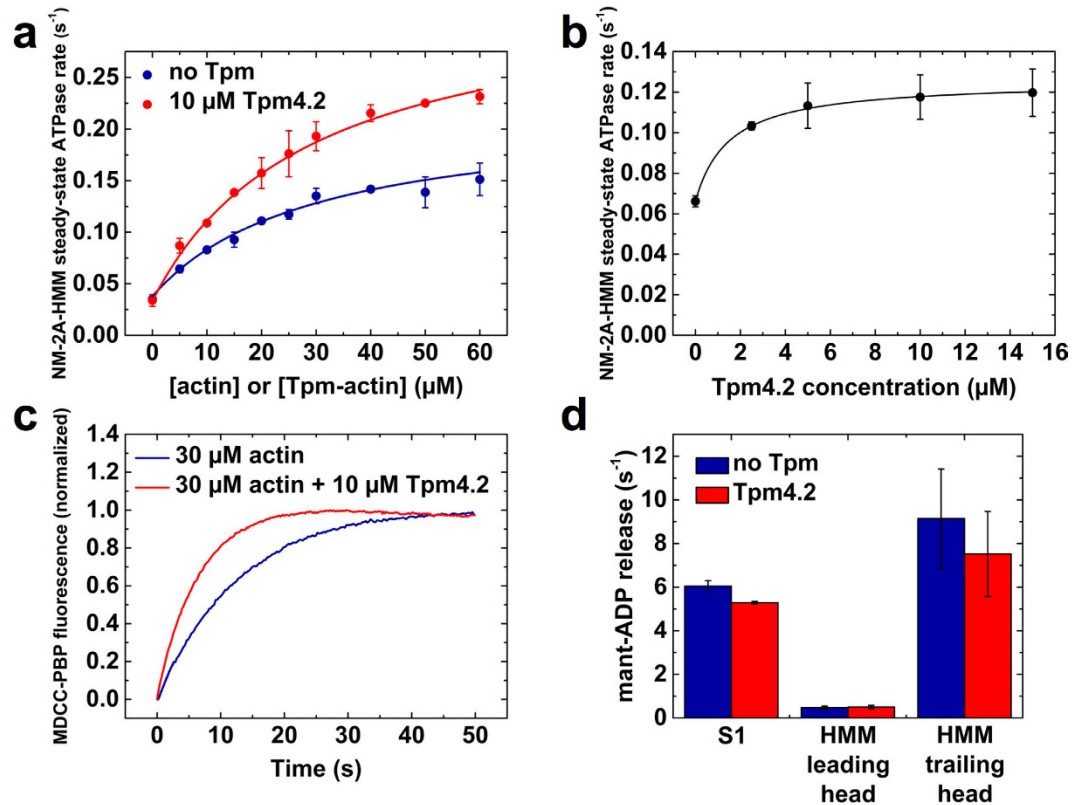 a
NM-2A-HMM steady-state ATPase rate (s⁻¹)
0.25
0.20
0.15
0.10
0.05
0.00
no Tpm
10 µM Tpm4.2
0 10 20 30 40 50 60
[actin] or [Tpm-actin] (µM)
b
NM-2A-HMM steady-state ATPase rate (s⁻¹)
0.14
0.12
0.10
0.08
0.06
0.04
0.02
0.00
0 2 4 6 8 10 12 14 16
Tpm4.2 concentration (µM)
c
MDCC-PBP fluorescence (normalized)
1.4
1.2
1.0
0.8
0.6
0.4
0.2
0.0
30 µM actin
30 µM actin + 10 µM Tpm4.2
0 10 20 30 40 50
Time (s)
d
mant-ADP release (s⁻¹)
12
11
10
9
8
7
6
5
4
3
2
1
0
no Tpm
Tpm4.2
S1
HMM
leading
head
HMM
trailing
head